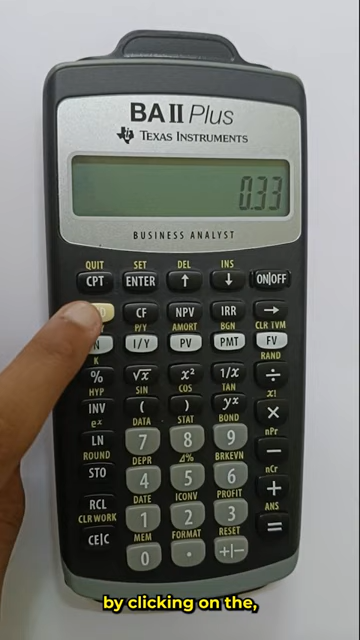 BA II Plus
TEXAS INSTRUMENTS
0.33
BUSINESS ANALYST
QUIT SET DEL INS
CPT ENTER ↑ ↓ ON|OFF
CF NPV IRR →
P/Y AMORT BGN CLR TVM
N I/Y PV PMT FV
K RAND
% √x x² 1/x ÷
HYP SIN COS TAN x!
INV ( ) yˣ ×
eˣ DATA STAT BOND nPr
LN 7 8 9 −
ROUND DEPR Δ% BRKEVN nCr
STO 4 5 6 +
DATE ICONV PROFIT ANS
RCL 1 2 3 =
CLR WORK MEM FORMAT RESET
CE|C 0 . +|−
by clicking on the,